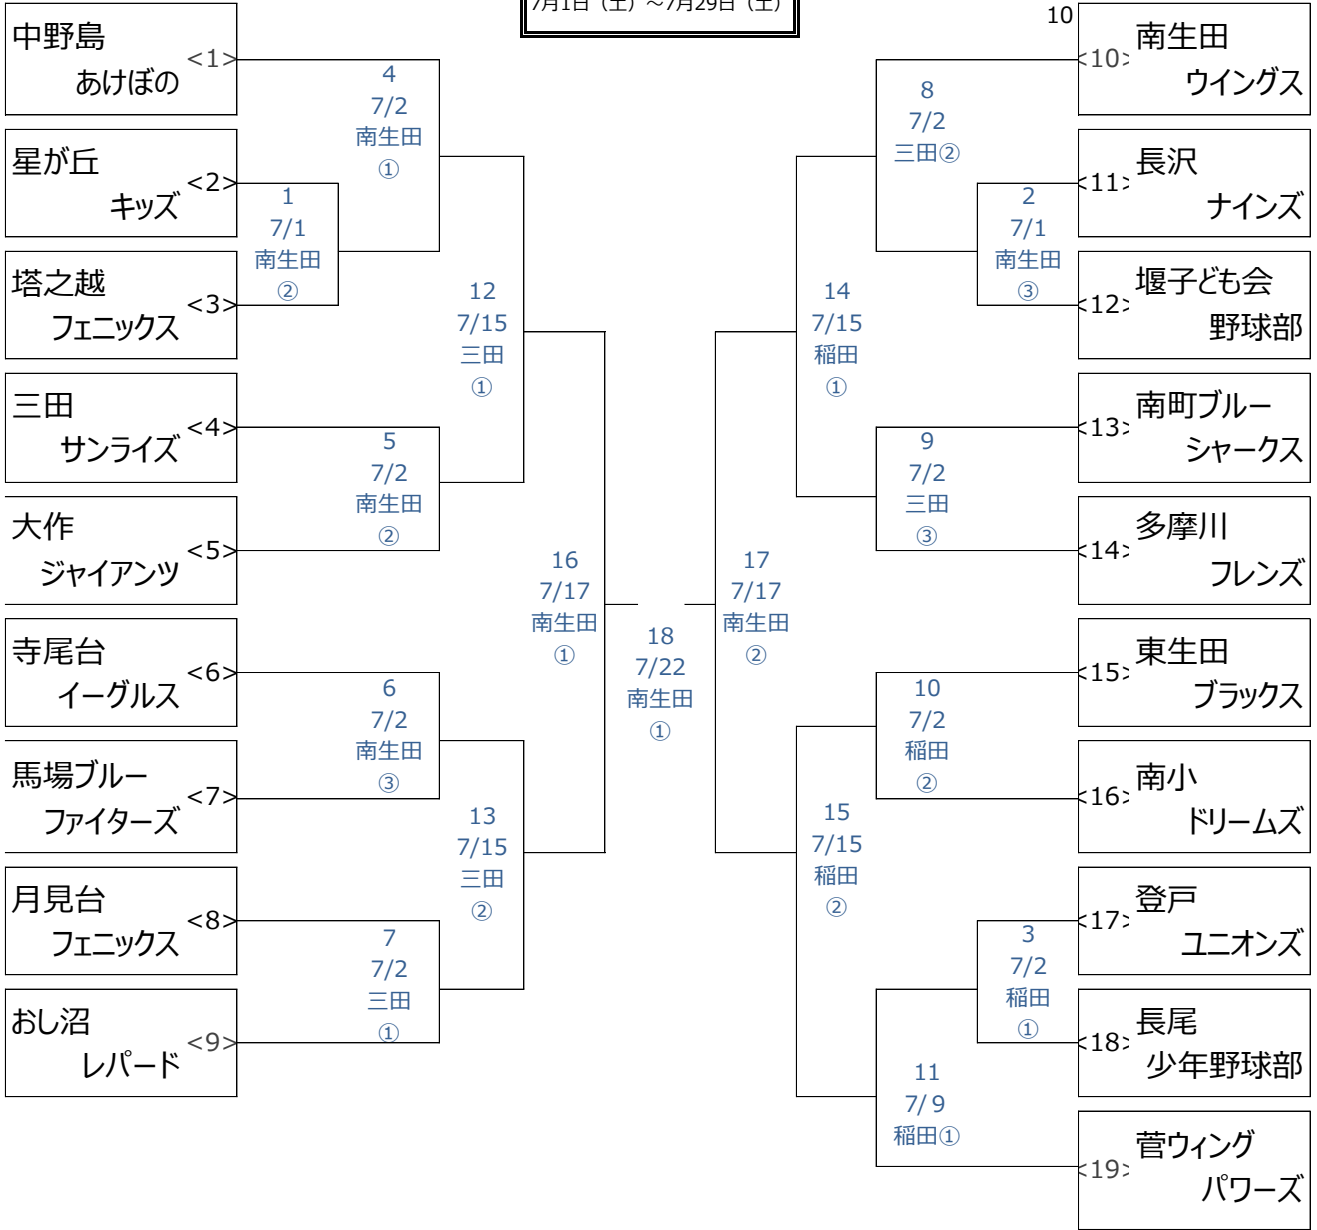 7月1日（土）～7月29日（土）
中野島
あけぼの
<1>
星が丘
キッズ
<2>
塔之越
フェニックス
<3>
三田
サンライズ
<4>
大作
ジャイアンツ
<5>
寺尾台
イーグルス
<6>
馬場ブルー
ファイターズ
<7>
月見台
フェニックス
<8>
おし沼
レパード
<9>
1
7/1
南生田
②
4
7/2
南生田
①
5
7/2
南生田
②
6
7/2
南生田
③
7
7/2
三田
①
12
7/15
三田
①
13
7/15
三田
②
16
7/17
南生田
①
18
7/22
南生田
①
17
7/17
南生田
②
14
7/15
稲田
①
15
7/15
稲田
②
8
7/2
三田②
9
7/2
三田
③
10
7/2
稲田
②
11
7/ 9
稲田①
2
7/1
南生田
③
3
7/2
稲田
①
10
<10>
南生田
ウイングス
<11>
長沢
ナインズ
<12>
堰子ども会
野球部
<13>
南町ブルー
シャークス
<14>
多摩川
フレンズ
<15>
東生田
ブラックス
<16>
南小
ドリームズ
<17>
登戸
ユニオンズ
<18>
長尾
少年野球部
<19>
菅ウィング
パワーズ